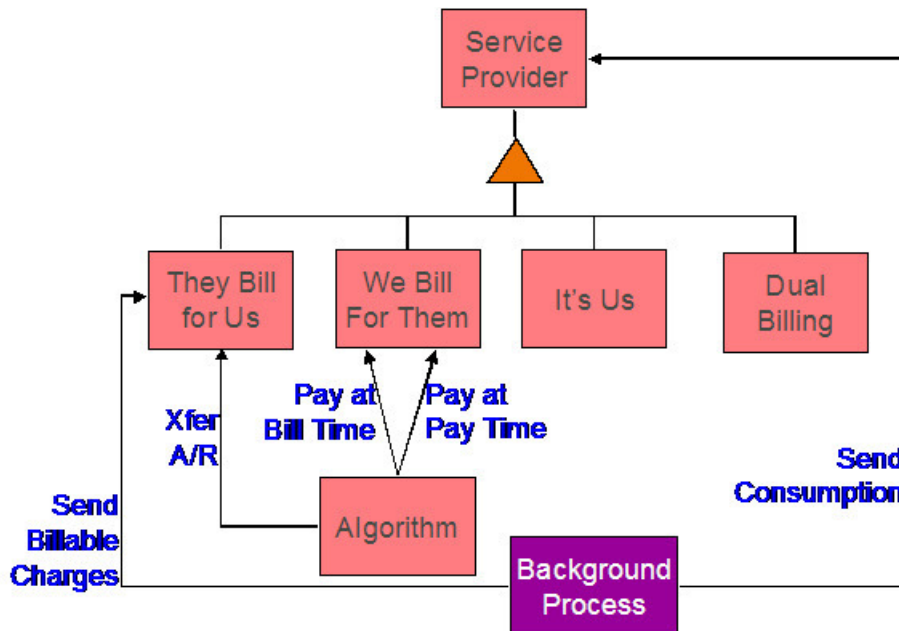 Service
Provider
They Bill
for Us
We Bill
For Them
It's Us
Dual
Billing
Xfer
A/R
Pay at
Bill Time
Pay at
Pay Time
Send
Consumption
Send
Billable
Charges
Algorithm
Background
Process